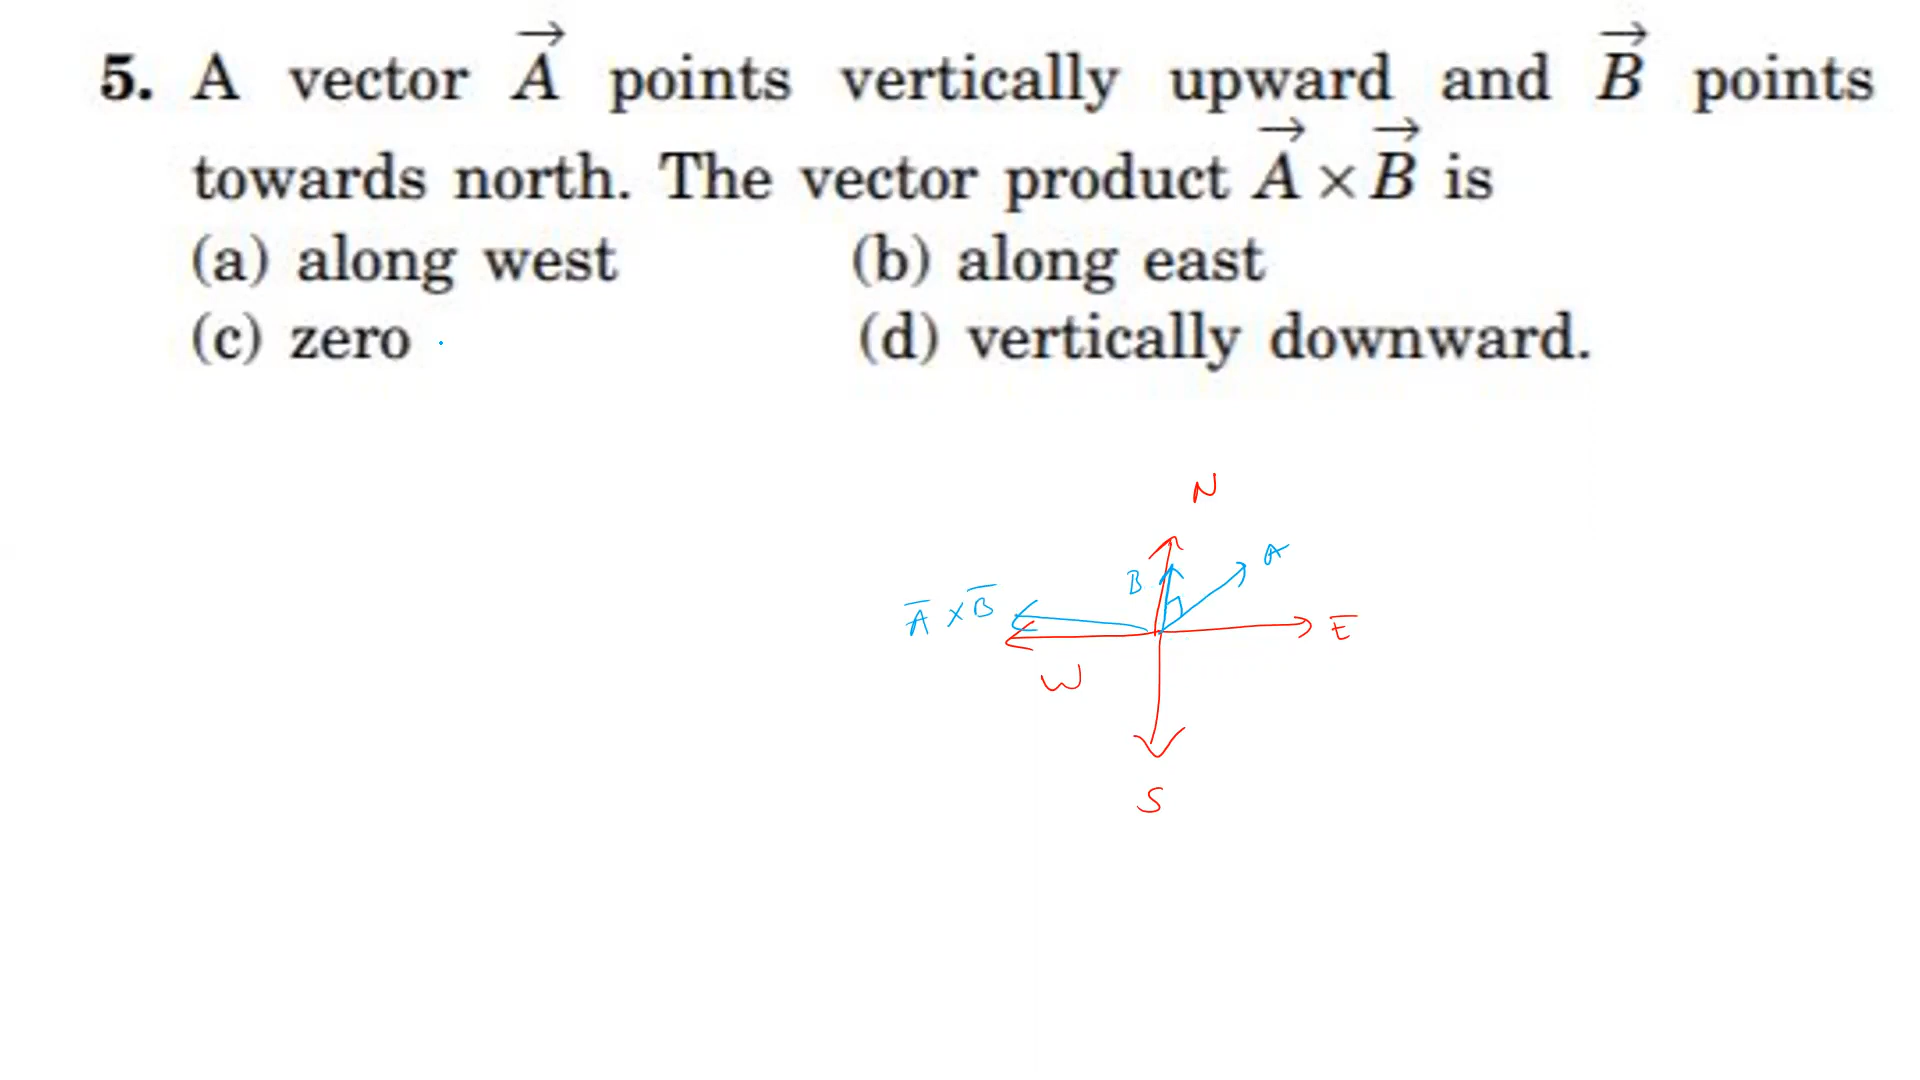 5. A vector A⃗ points vertically upward and B⃗ points
towards north. The vector product A⃗ × B⃗ is
(a) along west (b) along east
(c) zero (d) vertically downward.
N
B A
A̅ × B̅ E
W
S